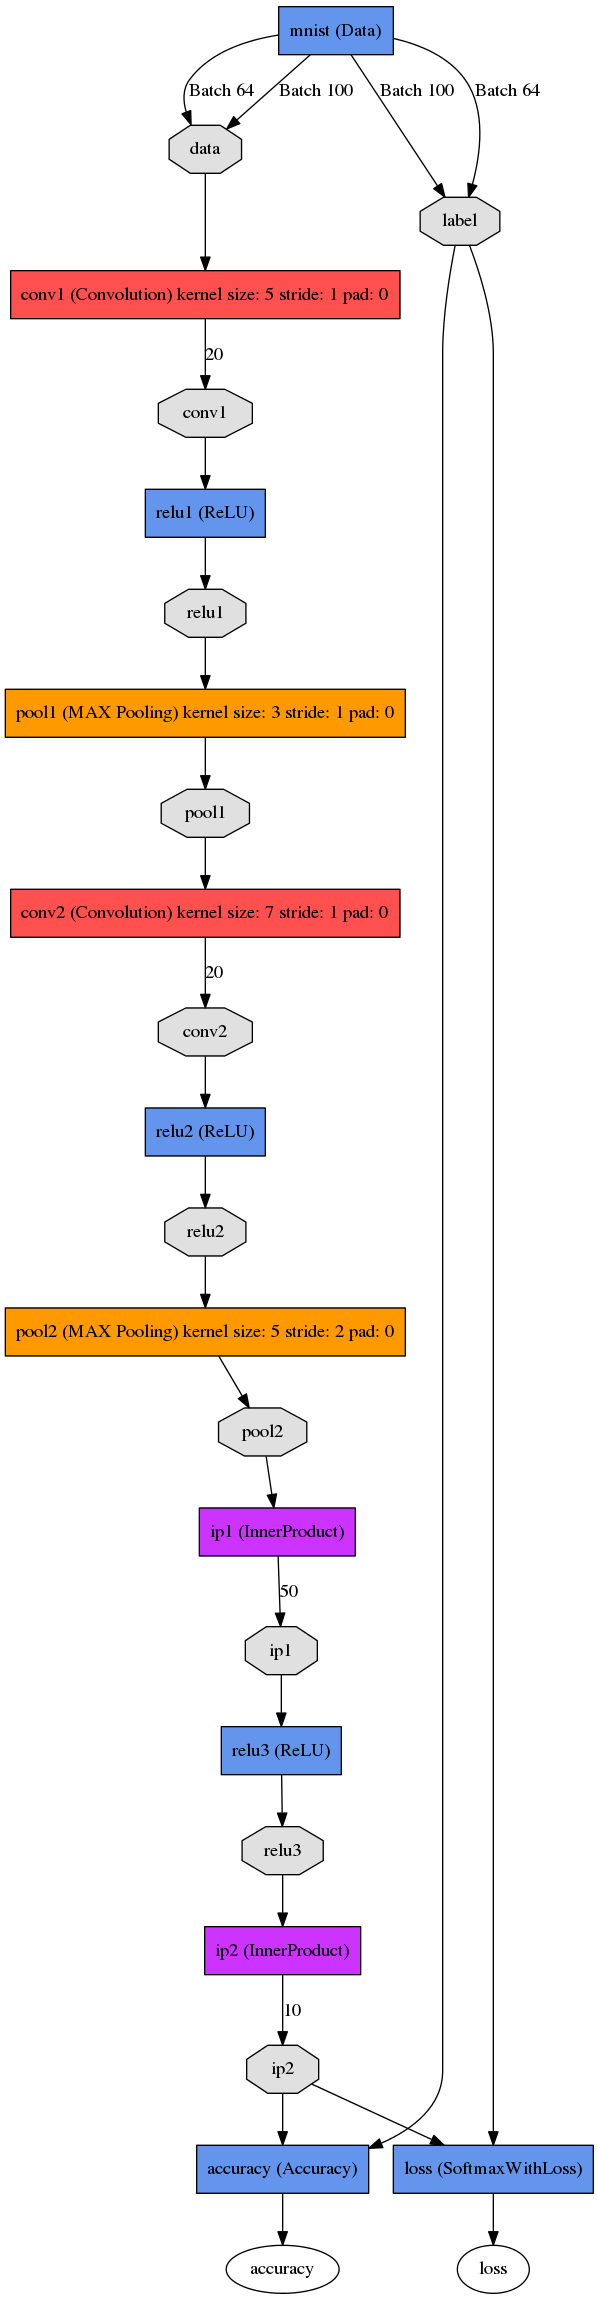 mnist (Data)
Batch 64
Batch 100
Batch 100
Batch 64
data
label
conv1 (Convolution) kernel size: 5 stride: 1 pad: 0
20
conv1
relu1 (ReLU)
relu1
pool1 (MAX Pooling) kernel size: 3 stride: 1 pad: 0
pool1
conv2 (Convolution) kernel size: 7 stride: 1 pad: 0
20
conv2
relu2 (ReLU)
relu2
pool2 (MAX Pooling) kernel size: 5 stride: 2 pad: 0
pool2
ip1 (InnerProduct)
50
ip1
relu3 (ReLU)
relu3
ip2 (InnerProduct)
10
ip2
accuracy (Accuracy)
loss (SoftmaxWithLoss)
accuracy
loss